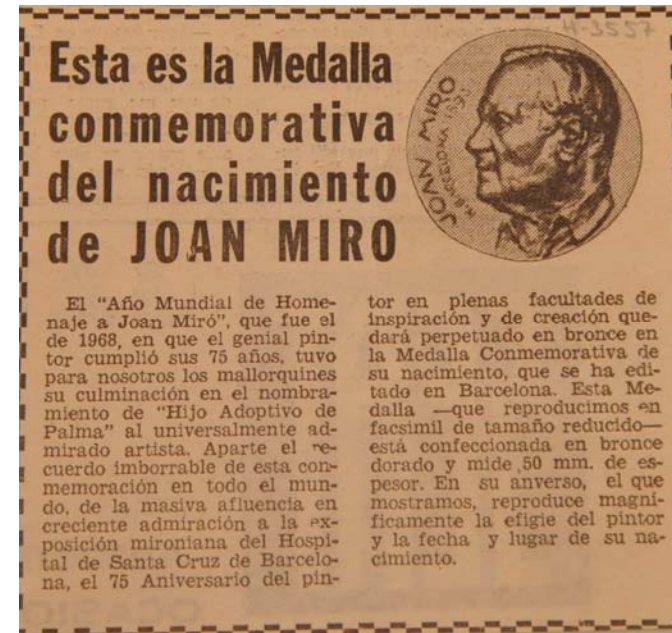 H-3557
Esta es la Medalla
conmemorativa
del nacimiento
de JOAN MIRO
JOAN MIRO
BARCELONA
El "Año Mundial de Home-
naje a Joan Miró", que fue el
de 1968, en que el genial pin-
tor cumplió sus 75 años, tuvo
para nosotros los mallorquines
su culminación en el nombra-
miento de "Hijo Adoptivo de
Palma" al universalmente ad-
mirado artista. Aparte el re-
cuerdo imborrable de esta con-
memoración en todo el mun-
do, de la masiva afluencia en
creciente admiración a la ex-
posición mironiana del Hospi-
tal de Santa Cruz de Barcelo-
na, el 75 Aniversario del pin-
tor en plenas facultades de
inspiración y de creación que-
dará perpetuado en bronce en
la Medalla Conmemorativa de
su nacimiento, que se ha edi-
tado en Barcelona. Esta Me-
dalla —que reproducimos en
facsimil de tamaño reducido—
está confeccionada en bronce
dorado y mide 50 mm. de es-
pesor. En su anverso, el que
mostramos, reproduce magní-
ficamente la efigie del pintor
y la fecha y lugar de su na-
cimiento.